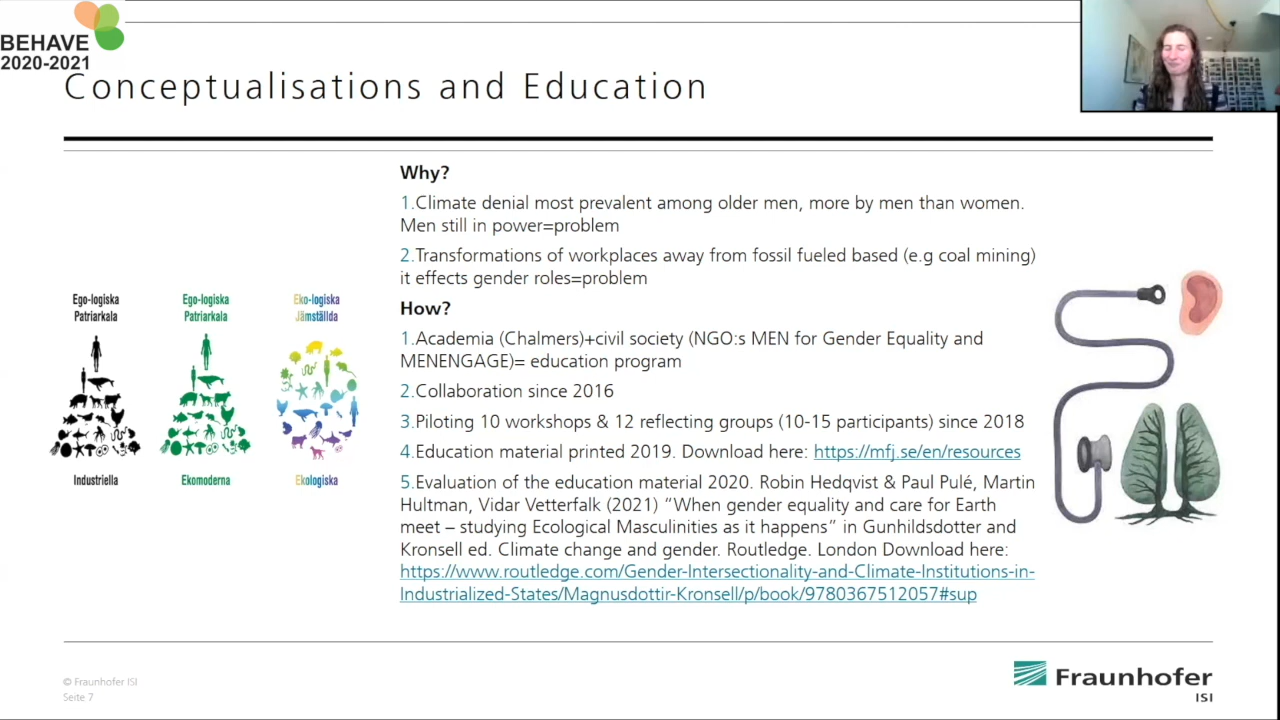 BEHAVE
2020-2021
Conceptualisations and Education
Why?
1.Climate denial most prevalent among older men, more by men than women.
Men still in power=problem
2.Transformations of workplaces away from fossil fueled based (e.g coal mining)
it effects gender roles=problem
How?
1.Academia (Chalmers)+civil society (NGO:s MEN for Gender Equality and
MENENGAGE)= education program
2.Collaboration since 2016
3.Piloting 10 workshops & 12 reflecting groups (10-15 participants) since 2018
4.Education material printed 2019. Download here: https://mfj.se/en/resources
5.Evaluation of the education material 2020. Robin Hedqvist & Paul Pulé, Martin
Hultman, Vidar Vetterfalk (2021) ”When gender equality and care for Earth
meet – studying Ecological Masculinities as it happens” in Gunhildsdotter and
Kronsell ed. Climate change and gender. Routledge. London Download here:
https://www.routledge.com/Gender-Intersectionality-and-Climate-Institutions-in-
Industrialized-States/Magnusdottir-Kronsell/p/book/9780367512057#sup
Ego-logiska
Patriarkala
Industriella
Ego-logiska
Patriarkala
Ekomoderna
Eko-logiska
Jämställda
Ekologiska
© Fraunhofer ISI
Seite 7
Fraunhofer
ISI